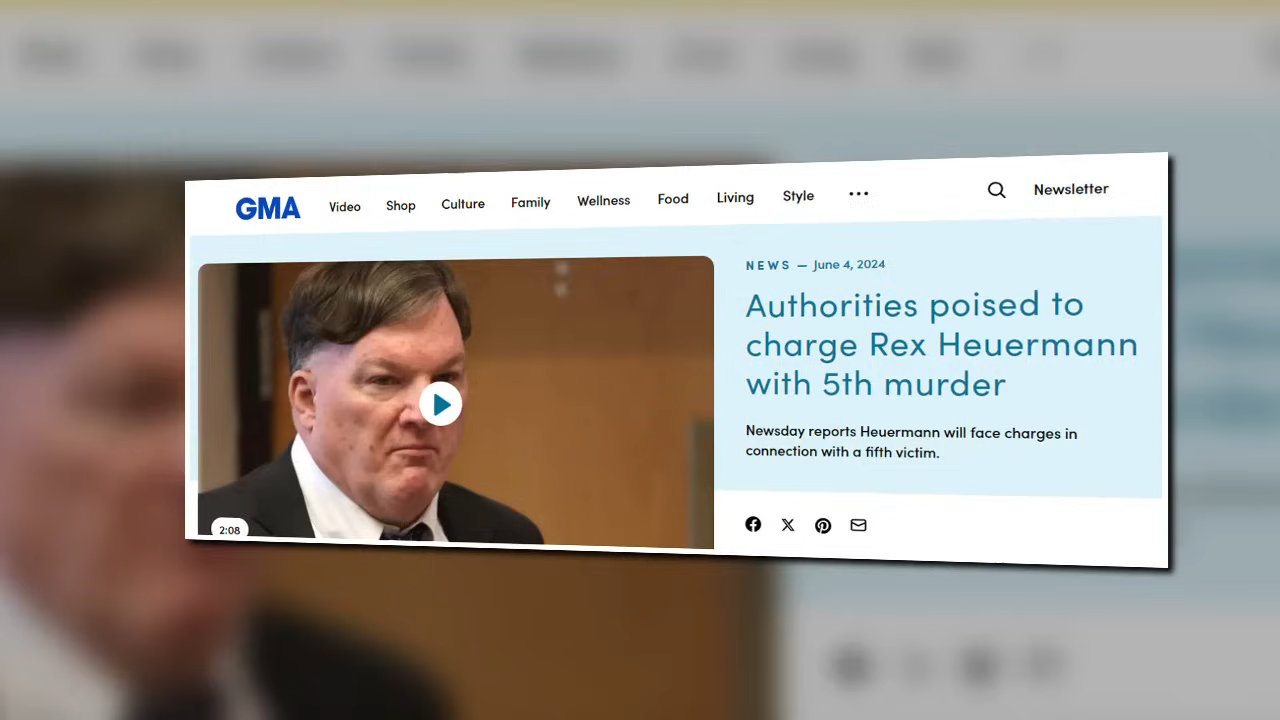 GMA Video Shop Culture Family Wellness Food Living Style ••• Newsletter
NEWS — June 4, 2024
Authorities poised to
charge Rex Heuermann
with 5th murder
Newsday reports Heuermann will face charges in
connection with a fifth victim.
2:08